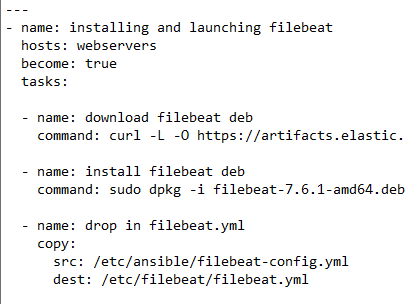 ---
- name: installing and launching filebeat
  hosts: webservers
  become: true
  tasks:

  - name: download filebeat deb
    command: curl -L -O https://artifacts.elastic.

  - name: install filebeat deb
    command: sudo dpkg -i filebeat-7.6.1-amd64.deb

  - name: drop in filebeat.yml
    copy:
      src: /etc/ansible/filebeat-config.yml
      dest: /etc/filebeat/filebeat.yml